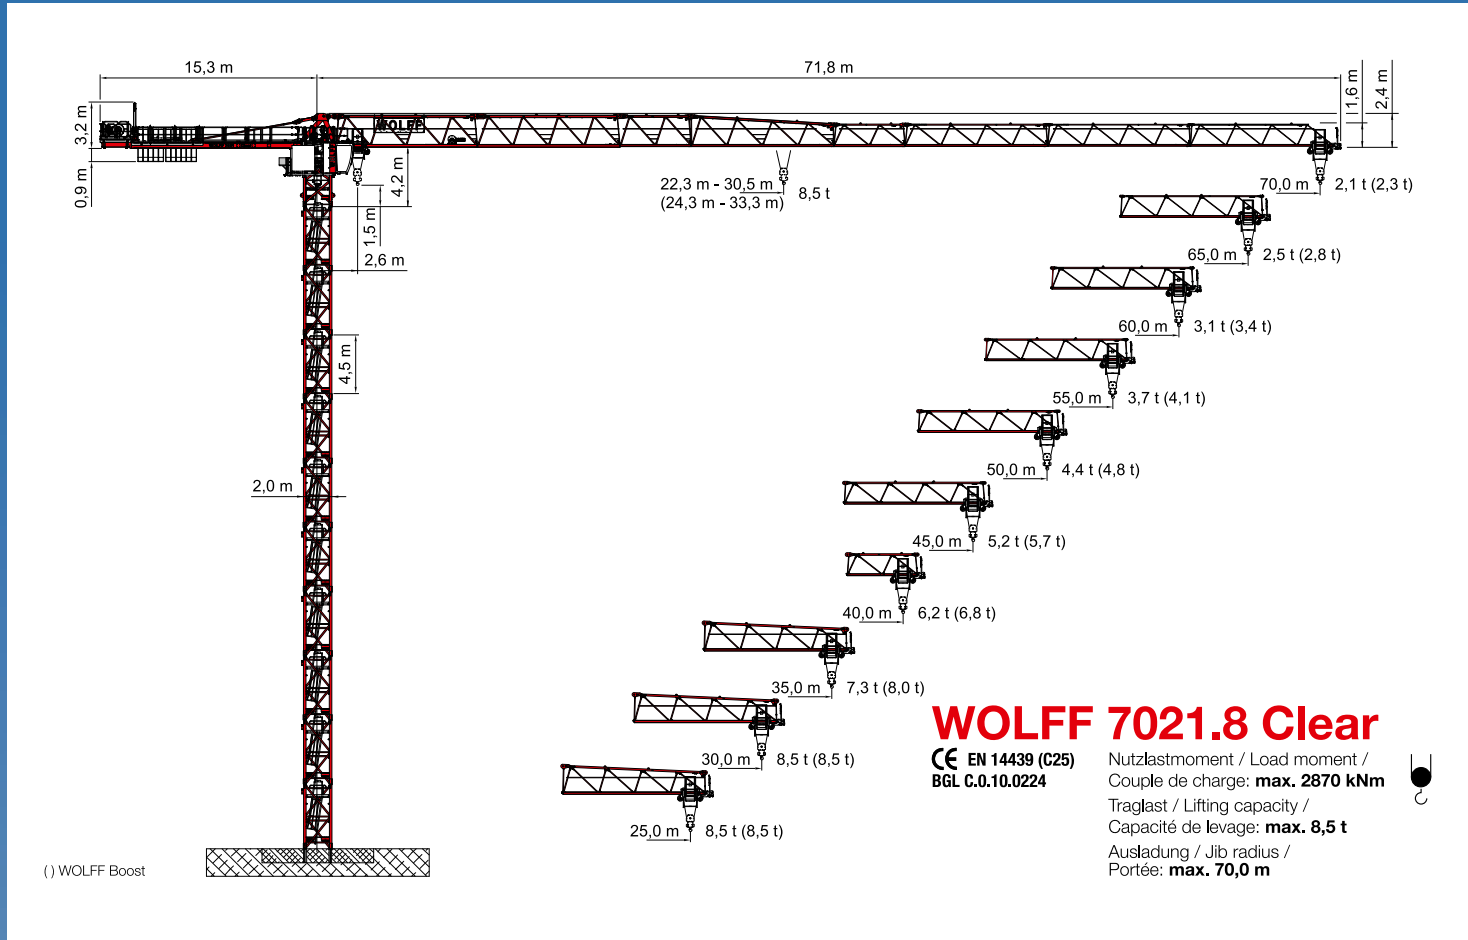 15,3 m
71,8 m
1,6 m
2,4 m
3,2 m
0,9 m
WOLFF
4,2 m
1,5 m
2,6 m
22,3 m - 30,5 m
(24,3 m - 33,3 m)
8,5 t
70,0 m 2,1 t (2,3 t)
65,0 m 2,5 t (2,8 t)
60,0 m 3,1 t (3,4 t)
4,5 m
55,0 m 3,7 t (4,1 t)
50,0 m 4,4 t (4,8 t)
2,0 m
45,0 m 5,2 t (5,7 t)
40,0 m 6,2 t (6,8 t)
35,0 m 7,3 t (8,0 t)
30,0 m 8,5 t (8,5 t)
25,0 m 8,5 t (8,5 t)
WOLFF 7021.8 Clear
CE EN 14439 (C25)
BGL C.0.10.0224
Nutzlastmoment / Load moment /
Couple de charge: max. 2870 kNm
Traglast / Lifting capacity /
Capacité de levage: max. 8,5 t
Ausladung / Jib radius /
Portée: max. 70,0 m
( ) WOLFF Boost